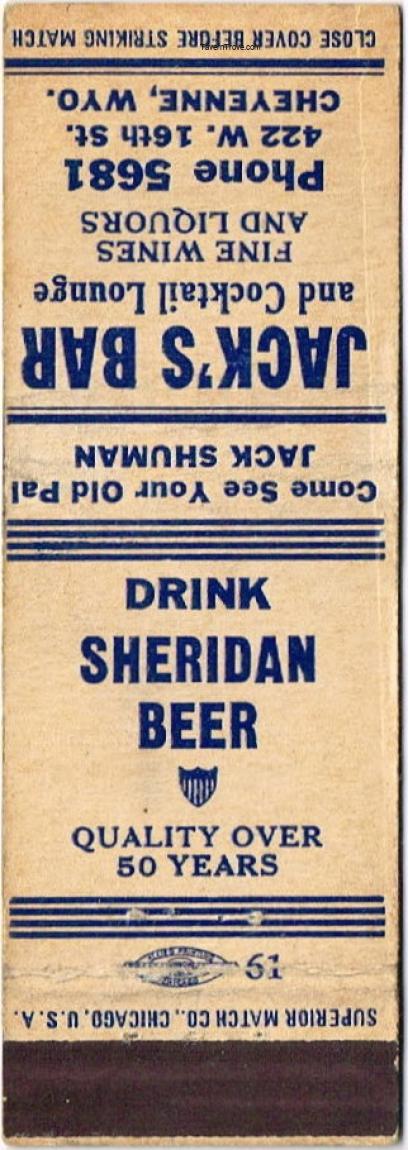 CLOSE COVER BEFORE STRIKING MATCH
TavernTrove.com
Come See Your Old Pal
JACK SHUMAN
JACK'S BAR
and Cocktail Lounge
FINE WINES
AND LIQUORS
Phone 5681
422 W. 16th St.
CHEYENNE, WYO.
DRINK
SHERIDAN
BEER
QUALITY OVER
50 YEARS
61
SUPERIOR MATCH CO., CHICAGO, U.S.A.